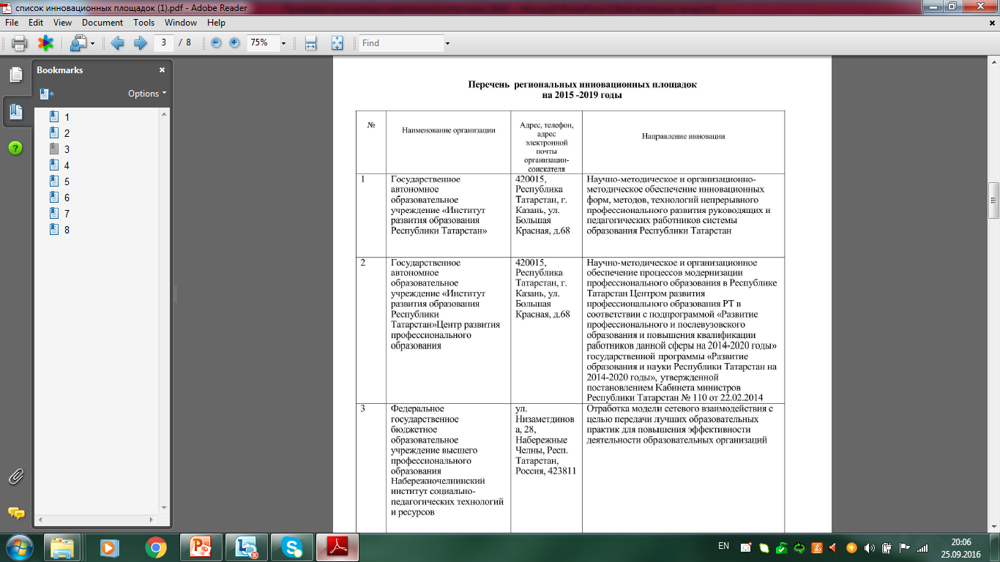 список инновационных площадок (1).pdf - Adobe Reader
File Edit View Document Tools Window Help
3 / 8 75% Find
Bookmarks
Options
1
2
3
4
5
6
7
8
Перечень региональных инновационных площадок
на 2015 -2019 годы
№
Наименование организации
Адрес, телефон,
адрес
электронной
почты
организации-
соискателя
Направление инновации
1
Государственное
автономное
образовательное
учреждение «Институт
развития образования
Республики Татарстан»
420015,
Республика
Татарстан, г.
Казань, ул.
Большая
Красная, д.68
Научно-методическое и организационно-
методическое обеспечение инновационных
форм, методов, технологий непрерывного
профессионального развития руководящих и
педагогических работников системы
образования Республики Татарстан
2
Государственное
автономное
образовательное
учреждение «Институт
развития образования
Республики
Татарстан»Центр развития
профессионального
образования
420015,
Республика
Татарстан, г.
Казань, ул.
Большая
Красная, д.68
Научно-методическое и организационное
обеспечение процессов модернизации
профессионального образования в Республике
Татарстан Центром развития
профессионального образования РТ в
соответствии с подпрограммой «Развитие
профессионального и послевузовского
образования и повышения квалификации
работников данной сферы на 2014-2020 годы»
государственной программы «Развитие
образования и науки Республики Татарстан на
2014-2020 годы», утвержденной
постановлением Кабинета министров
Республики Татарстан № 110 от 22.02.2014
3
Федеральное
государственное
бюджетное
образовательное
учреждение высшего
профессионального
образования
Набережночелнинский
институт социально-
педагогических технологий
и ресурсов
ул.
Низаметдинов
а, 28,
Набережные
Челны, Респ.
Татарстан,
Россия, 423811
Отработка модели сетевого взаимодействия с
целью передачи лучших образовательных
практик для повышения эффективности
деятельности образовательных организаций
EN
20:06
25.09.2016